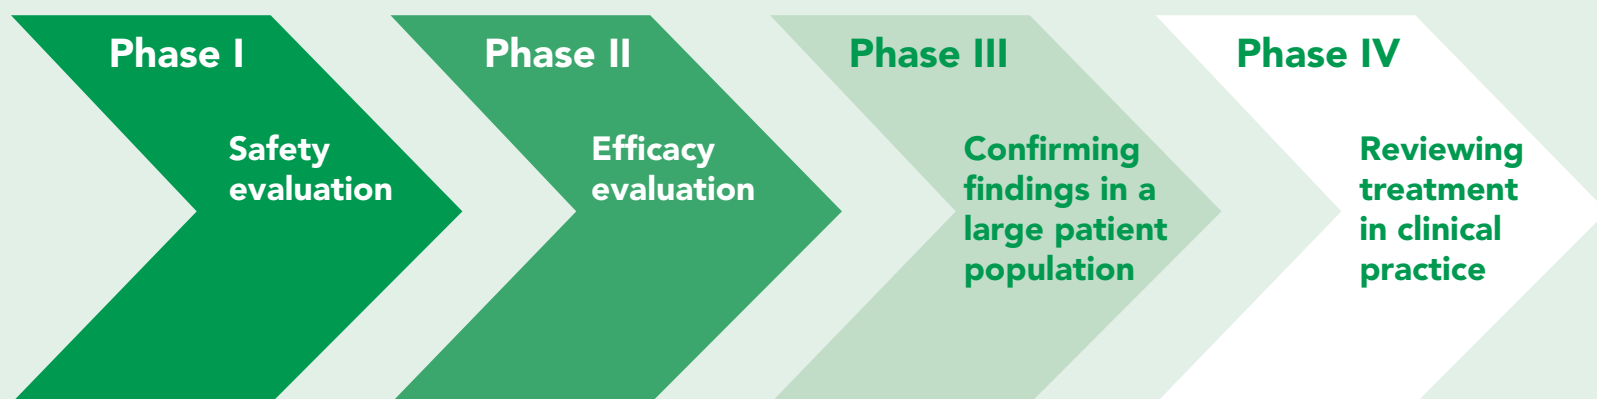 Phase I
Safety
evaluation
Phase II
Efficacy
evaluation
Phase III
Confirming
findings in a
large patient
population
Phase IV
Reviewing
treatment
in clinical
practice